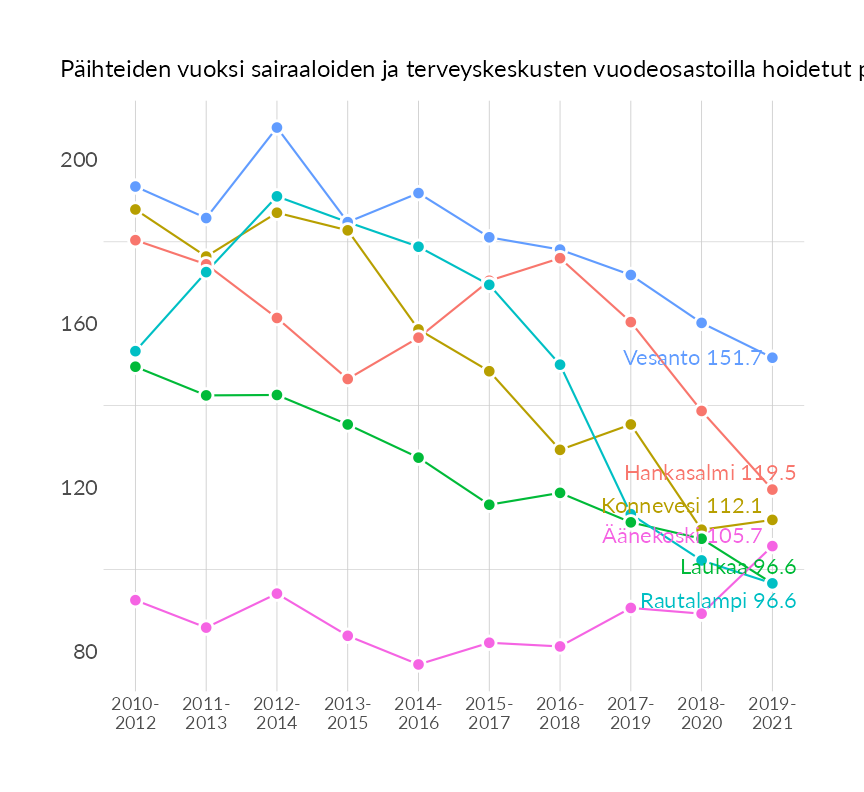 Päihteiden vuoksi sairaaloiden ja terveyskeskusten vuodeosastoilla hoidetut
200
160
120
80
Vesanto 151.7
Hankasalmi 119.5
Konnevesi 112.1
Äänekoski 105.7
Laukaa 96.6
Rautalampi 96.6
2010- 2011- 2012- 2013- 2014- 2015- 2016- 2017- 2018- 2019-
2012 2013 2014 2015 2016 2017 2018 2019 2020 2021